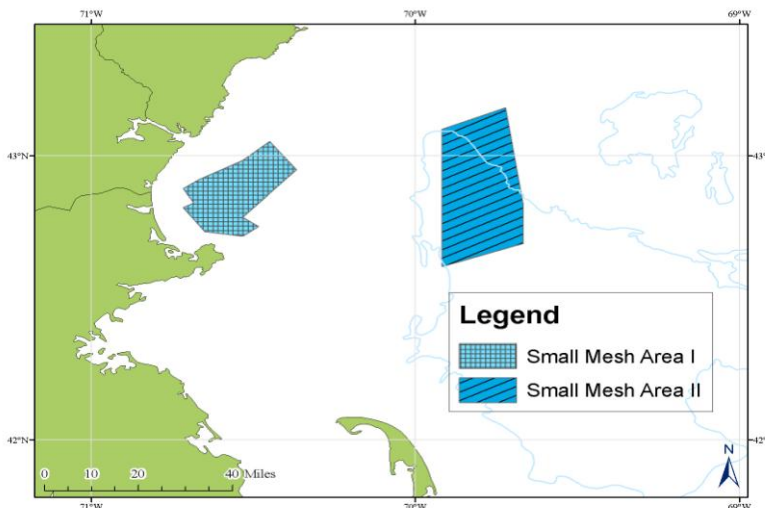 71°W
70°W
69°W
43°N
43°N
Legend
Small Mesh Area I
Small Mesh Area II
42°N
42°N
0 10 20 40 Miles
N
71°W
70°W
69°W